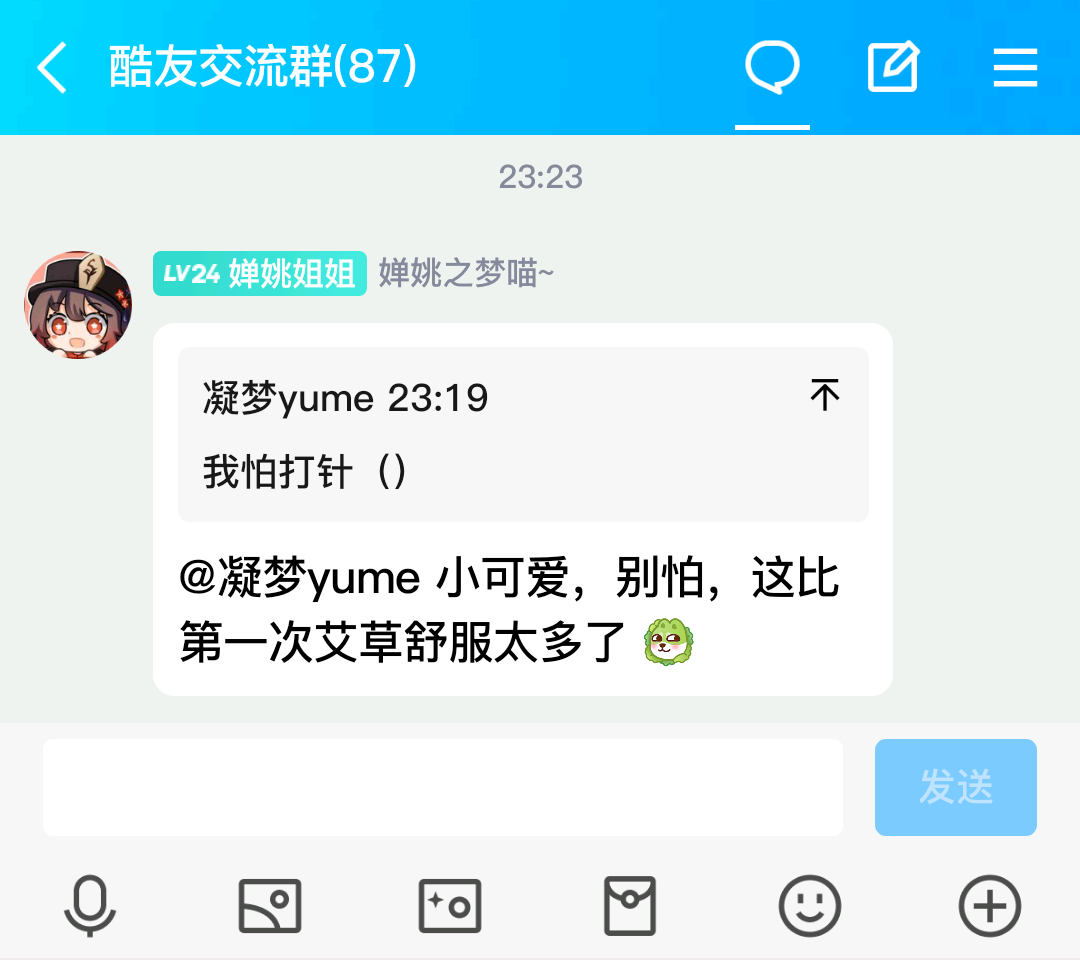 酷友交流群(87)
23:23
LV24 婵姚姐姐 婵姚之梦喵~
凝梦yume 23:19
我怕打针（）
@凝梦yume 小可爱，别怕，这比
第一次艾草舒服太多了
发送